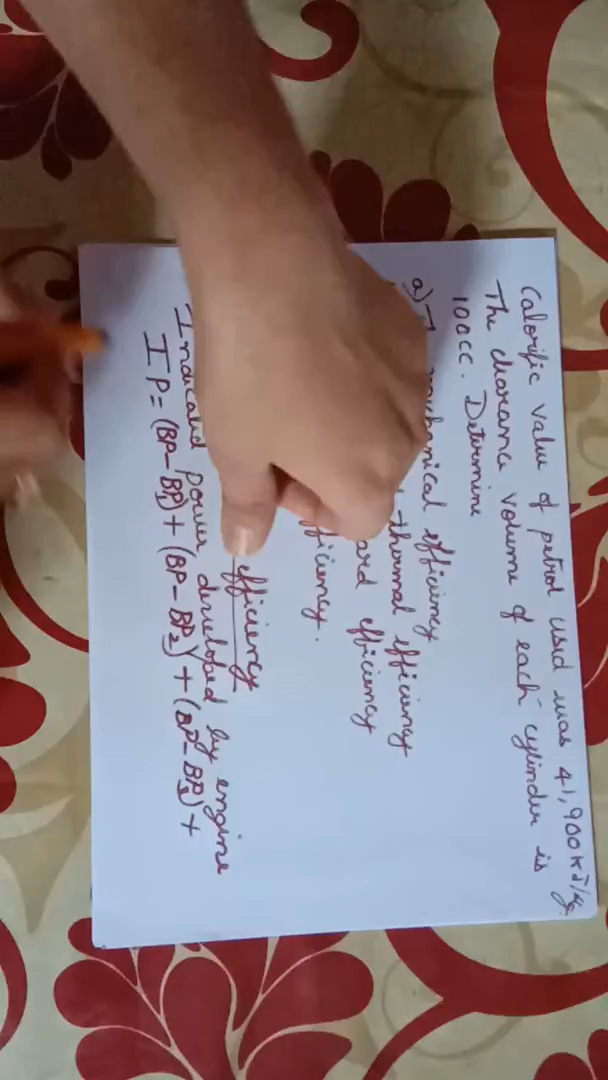 Calorific value of petrol used was 41,900 kJ/kg.
The clearance volume of each cylinder is
100cc. Determine
a) mechanical efficiency
thermal efficiency
efficiency
efficiency.
efficiency
Indicated power developed by engine
IP = (BP - BP₁) + (BP - BP₂) + (BP - BP₃) +